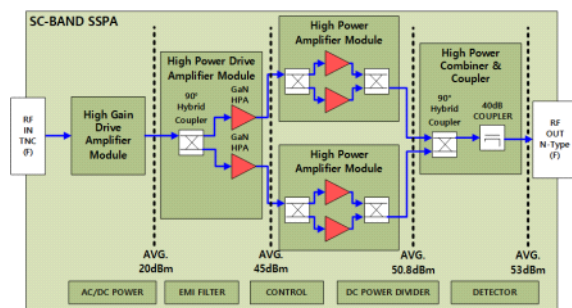 SC-BAND SSPA
RF
IN
TNC
(F)
High Gain
Drive
Amplifier
Module
High Power Drive
Amplifier Module
90°
Hybrid
Coupler
GaN
HPA
GaN
HPA
High Power
Amplifier Module
High Power
Amplifier Module
High Power
Combiner &
Coupler
90°
Hybrid
Coupler
40dB
COUPLER
RF
OUT
N-Type
(F)
AVG.
20dBm
AVG.
45dBm
AVG.
50.8dBm
AVG.
53dBm
AC/DC POWER
EMI FILTER
CONTROL
DC POWER DIVIDER
DETECTOR